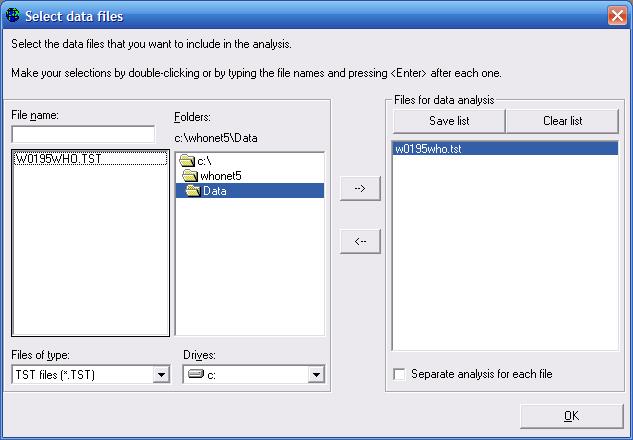 Select data files
Select the data files that you want to include in the analysis.
Make your selections by double-clicking or by typing the file names and pressing <Enter> after each one.
File name:
W0195WHO.TST
Files of type:
TST files (*.TST)
Folders:
c:\whonet5\Data
c:\
whonet5
Data
Drives:
c:
-->
<--
Files for data analysis
Save list
Clear list
w0195who.tst
Separate analysis for each file
OK